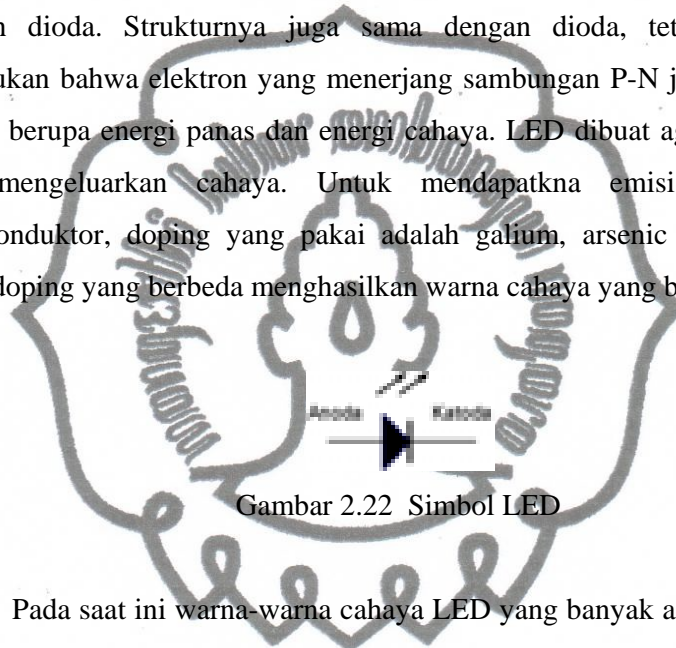 n dioda. Strukturnya juga sama dengan dioda, tet
ukan bahwa elektron yang menerjang sambungan P-N j
berupa energi panas dan energi cahaya. LED dibuat ag
mengeluarkan cahaya. Untuk mendapatkna emisi
onduktor, doping yang pakai adalah galium, arsenic
doping yang berbeda menghasilkan warna cahaya yang b
Anoda Katoda
Gambar 2.22 Simbol LED
Pada saat ini warna-warna cahaya LED yang banyak a